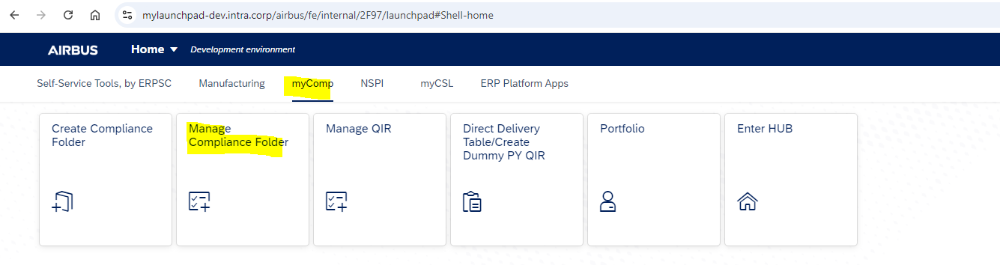 mylaunchpad-dev.intra.corp/airbus/fe/internal/2F97/launchpad#Shell-home
AIRBUS Home Development environment
Self-Service Tools, by ERPSC Manufacturing myComp NSPI myCSL ERP Platform Apps
Create Compliance
Folder
Manage
Compliance Folder
Manage QIR
Direct Delivery
Table/Create
Dummy PY QIR
Portfolio
Enter HUB